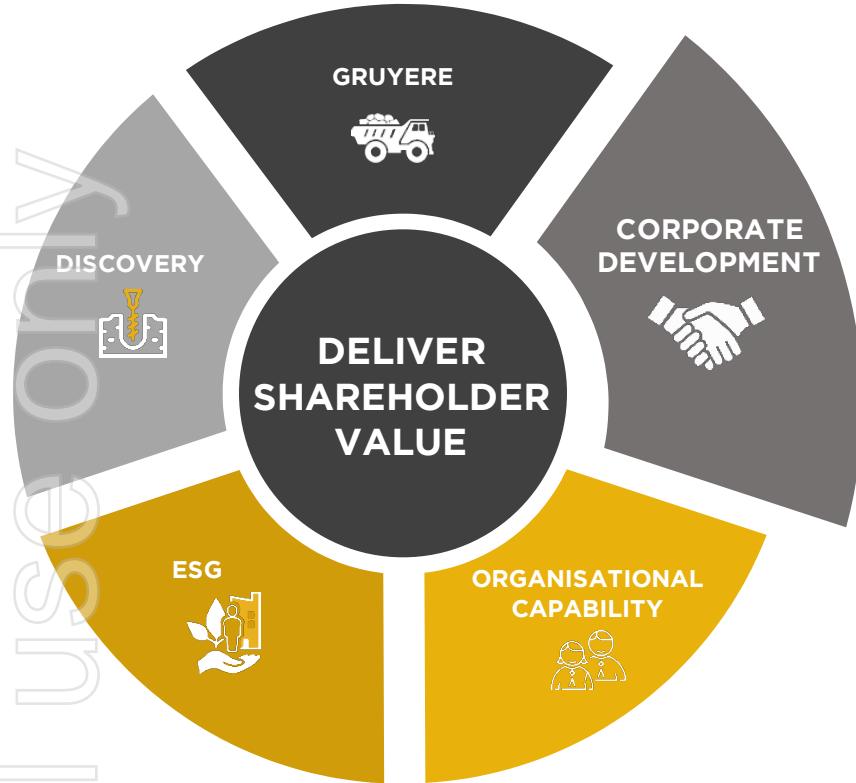 GRUYERE
CORPORATE
DEVELOPMENT
DISCOVERY
DELIVER
SHAREHOLDER
VALUE
ESG
ORGANISATIONAL
CAPABILITY
l use only